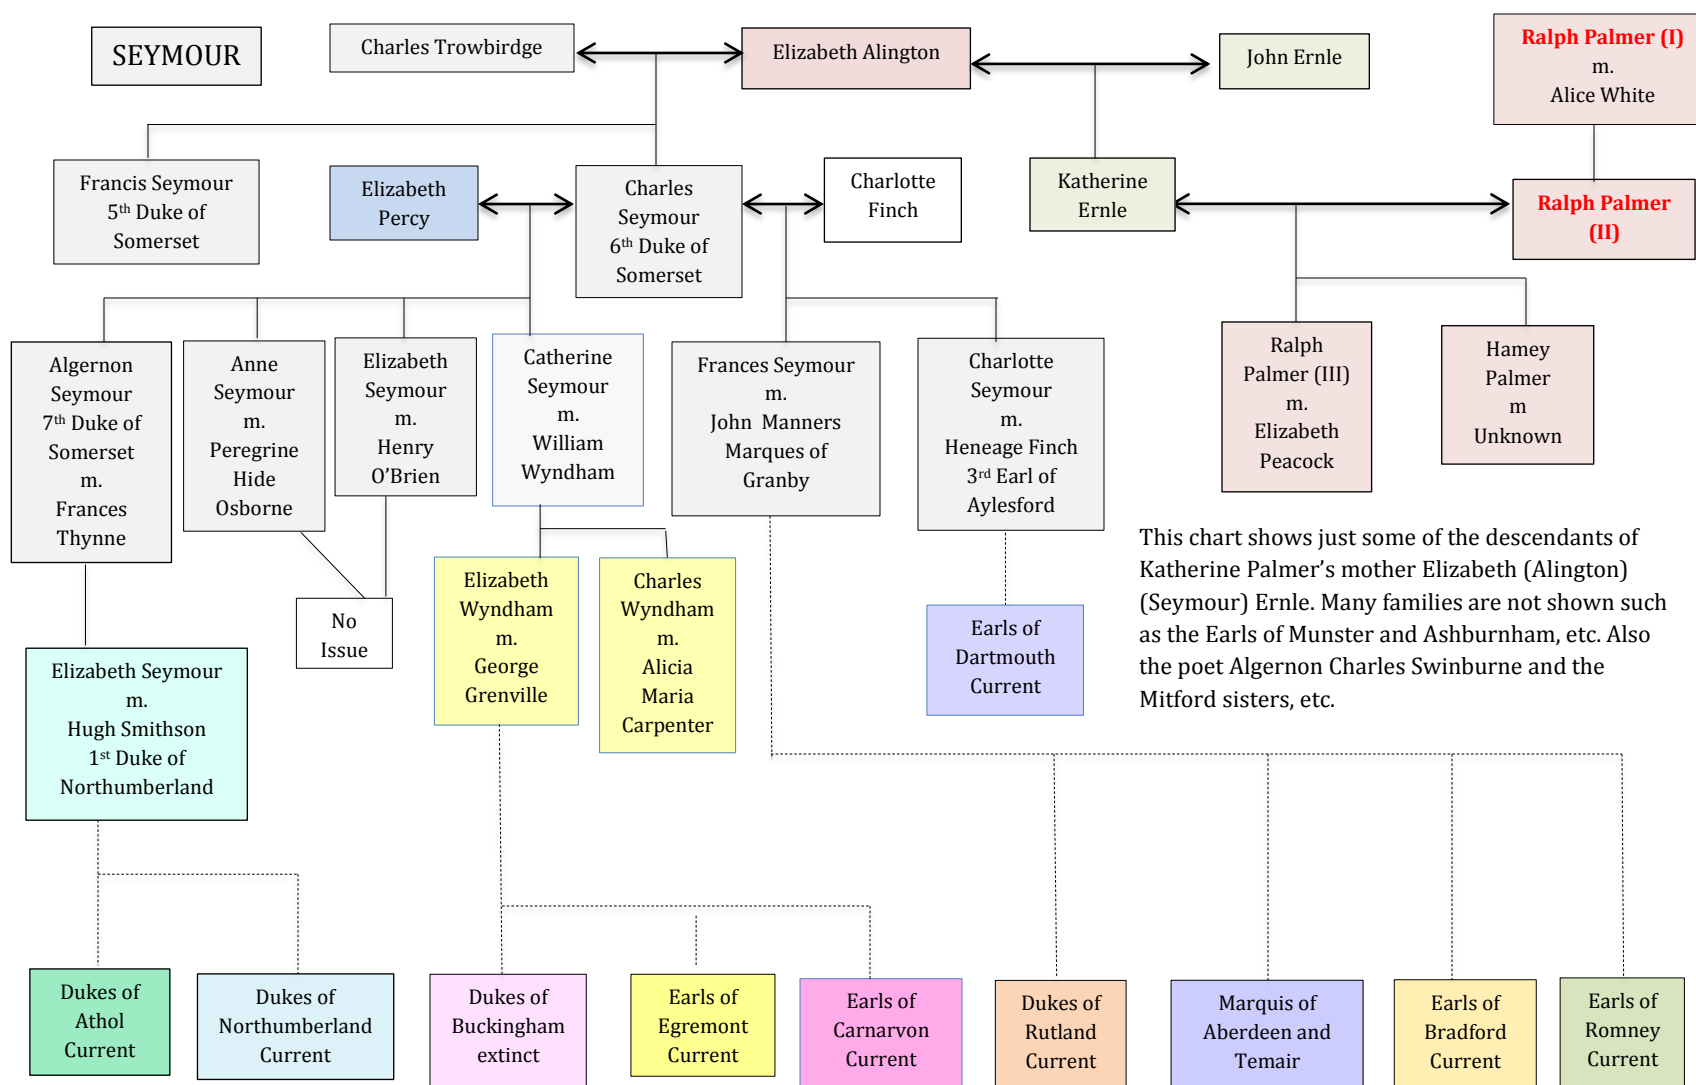 SEYMOUR
Charles Trowbirdge
Elizabeth Alington
John Ernle
Ralph Palmer (I)
m.
Alice White
Francis Seymour
5th Duke of
Somerset
Elizabeth
Percy
Charles
Seymour
6th Duke of
Somerset
Charlotte
Finch
Katherine
Ernle
Ralph Palmer
(II)
Algernon
Seymour
7th Duke of
Somerset
m.
Frances
Thynne
Anne
Seymour
m.
Peregrine
Hide
Osborne
Elizabeth
Seymour
m.
Henry
O’Brien
Catherine
Seymour
m.
William
Wyndham
Frances Seymour
m.
John  Manners
Marques of
Granby
Charlotte
Seymour
m.
Heneage Finch
3rd Earl of
Aylesford
Ralph
Palmer (III)
m.
Elizabeth
Peacock
Hamey
Palmer
m
Unknown
This chart shows just some of the descendants of
Katherine Palmer’s mother Elizabeth (Alington)
(Seymour) Ernle. Many families are not shown such
as the Earls of Munster and Ashburnham, etc. Also
the poet Algernon Charles Swinburne and the
Mitford sisters, etc.
No
Issue
Elizabeth
Wyndham
m.
George
Grenville
Charles
Wyndham
m.
Alicia
Maria
Carpenter
Earls of
Dartmouth
Current
Elizabeth Seymour
m.
Hugh Smithson
1st Duke of
Northumberland
Dukes of
Athol
Current
Dukes of
Northumberland
Current
Dukes of
Buckingham
extinct
Earls of
Egremont
Current
Earls of
Carnarvon
Current
Dukes of
Rutland
Current
Marquis of
Aberdeen and
Temair
Earls of
Bradford
Current
Earls of
Romney
Current